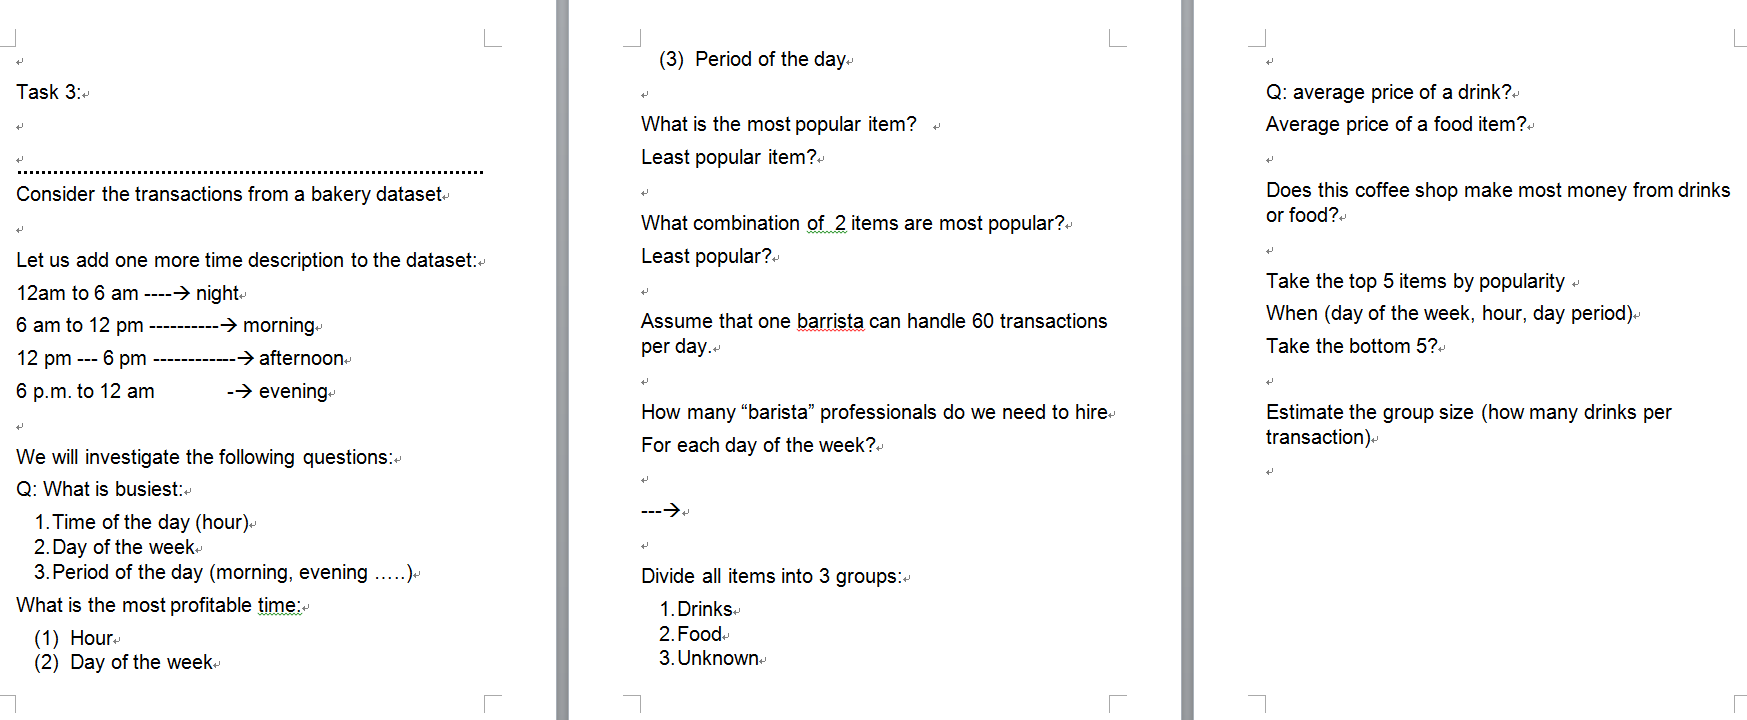 Task 3:
Consider the transactions from a bakery dataset
Let us add one more time description to the dataset:
12am to 6 am ----→ night
6 am to 12 pm ----------→ morning
12 pm --- 6 pm ------------→ afternoon
6 p.m. to 12 am -→ evening
We will investigate the following questions:
Q: What is busiest:
1. Time of the day (hour)
2. Day of the week
3. Period of the day (morning, evening .....)
What is the most profitable time:
(1) Hour
(2) Day of the week
(3) Period of the day
What is the most popular item?
Least popular item?
What combination of 2 items are most popular?
Least popular?
Assume that one barrista can handle 60 transactions
per day.
How many “barista” professionals do we need to hire
For each day of the week?
---→
Divide all items into 3 groups:
1. Drinks
2. Food
3. Unknown
Q: average price of a drink?
Average price of a food item?
Does this coffee shop make most money from drinks
or food?
Take the top 5 items by popularity
When (day of the week, hour, day period)
Take the bottom 5?
Estimate the group size (how many drinks per
transaction)